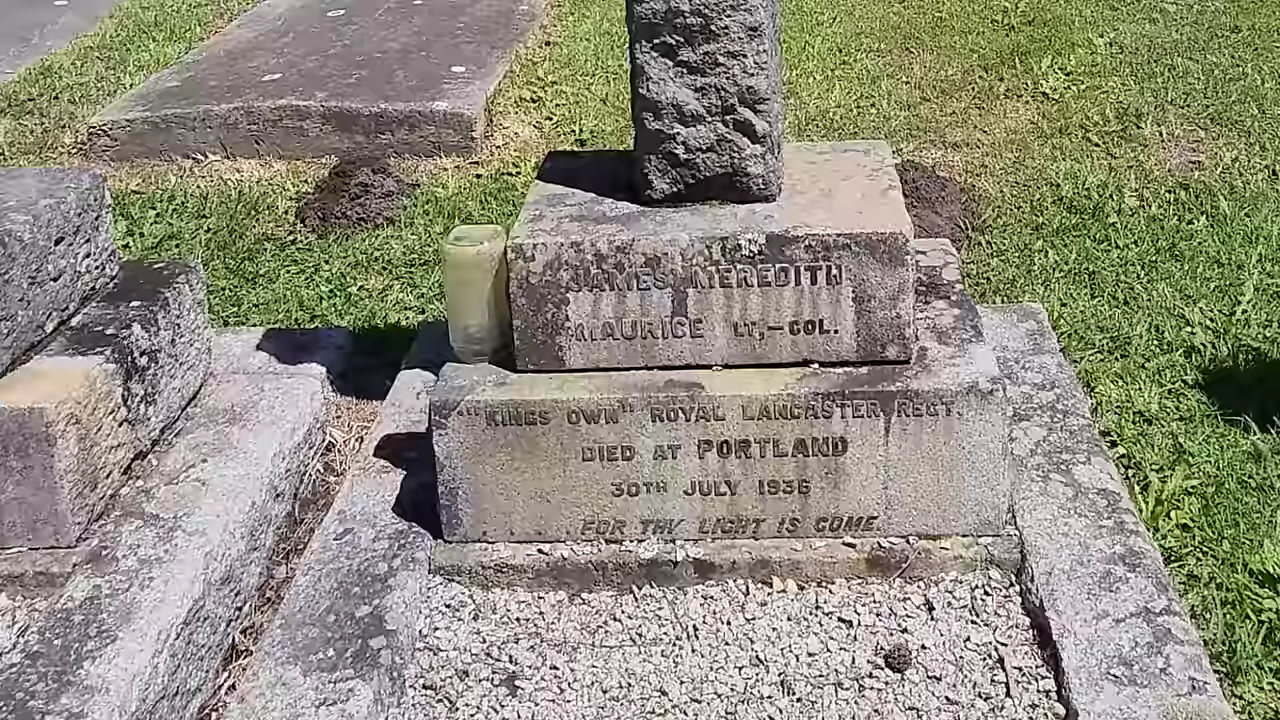 JAMES MEREDITH
MAURICE LT,-COL.
"KINGS OWN" ROYAL LANCASTER REGT.
DIED AT PORTLAND
30TH JULY 1936
FOR THY LIGHT IS COME.